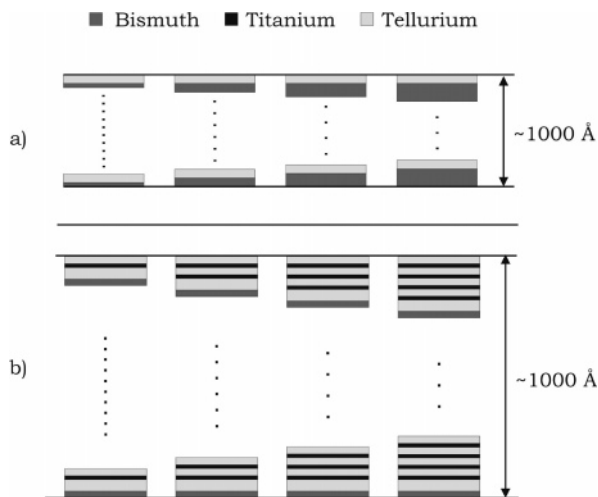 Bismuth Titanium Tellurium
a)
~1000 Å
b)
~1000 Å